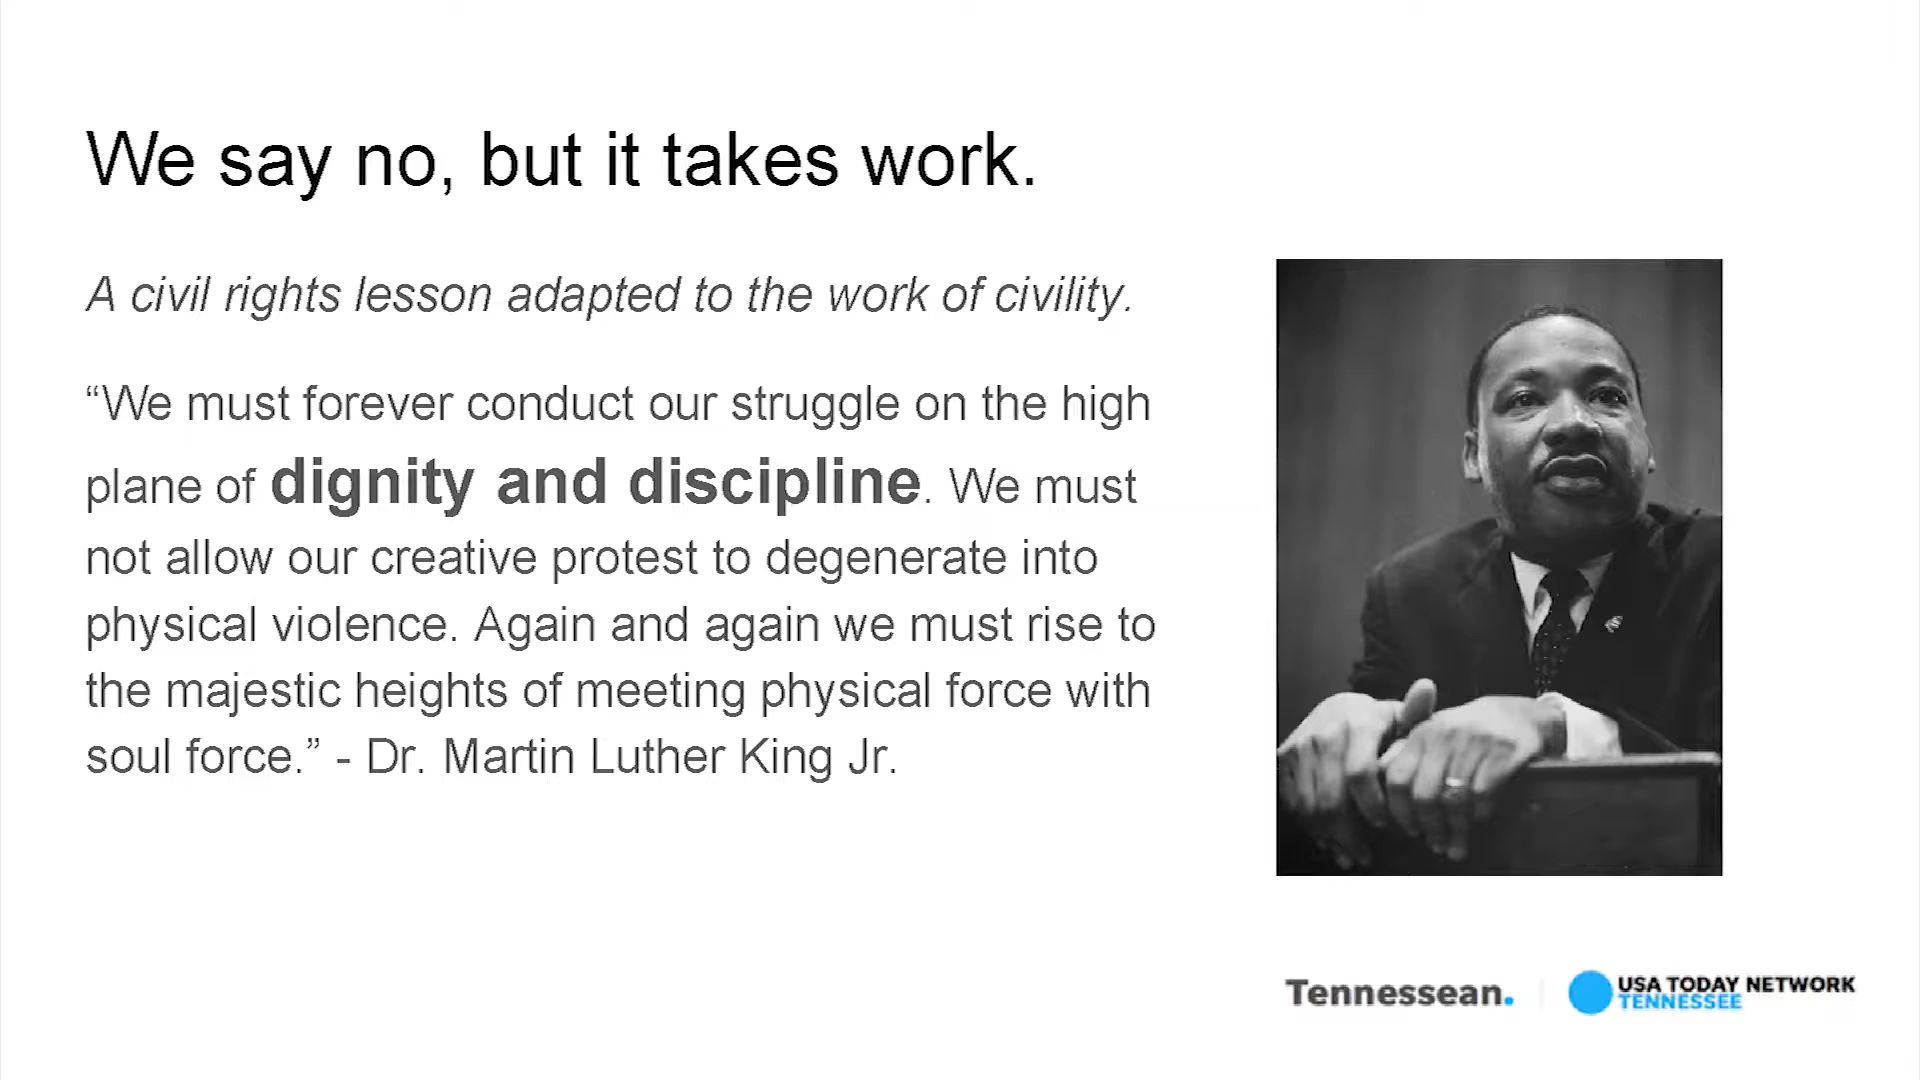 We say no, but it takes work.
A civil rights lesson adapted to the work of civility.
“We must forever conduct our struggle on the high
plane of dignity and discipline. We must
not allow our creative protest to degenerate into
physical violence. Again and again we must rise to
the majestic heights of meeting physical force with
soul force.” - Dr. Martin Luther King Jr.
Tennessean.
USA TODAY NETWORK
TENNESSEE